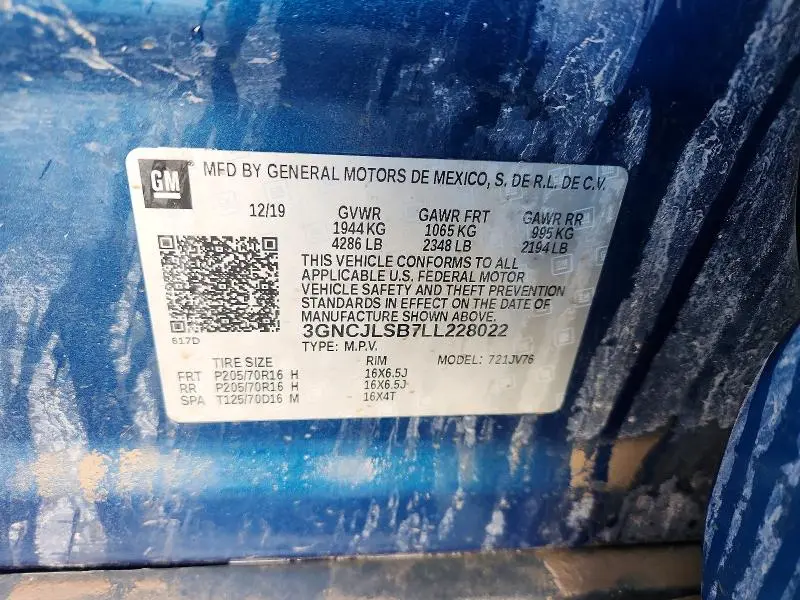 GM MFD BY GENERAL MOTORS DE MEXICO, S. DE R.L. DE C.V.
12/19 GVWR GAWR FRT GAWR RR
1944 KG 1065 KG 995 KG
4286 LB 2348 LB 2194 LB
THIS VEHICLE CONFORMS TO ALL
APPLICABLE U.S. FEDERAL MOTOR
VEHICLE SAFETY AND THEFT PREVENTION
STANDARDS IN EFFECT ON THE DATE OF
MANUFACTURE SHOWN ABOVE.
617D 3GNCJLSB7LL228022
TYPE: M.P.V.
TIRE SIZE RIM MODEL: 721JV76
FRT P205/70R16 H 16X6.5J
RR P205/70R16 H 16X6.5J
SPA T125/70D16 M 16X4T